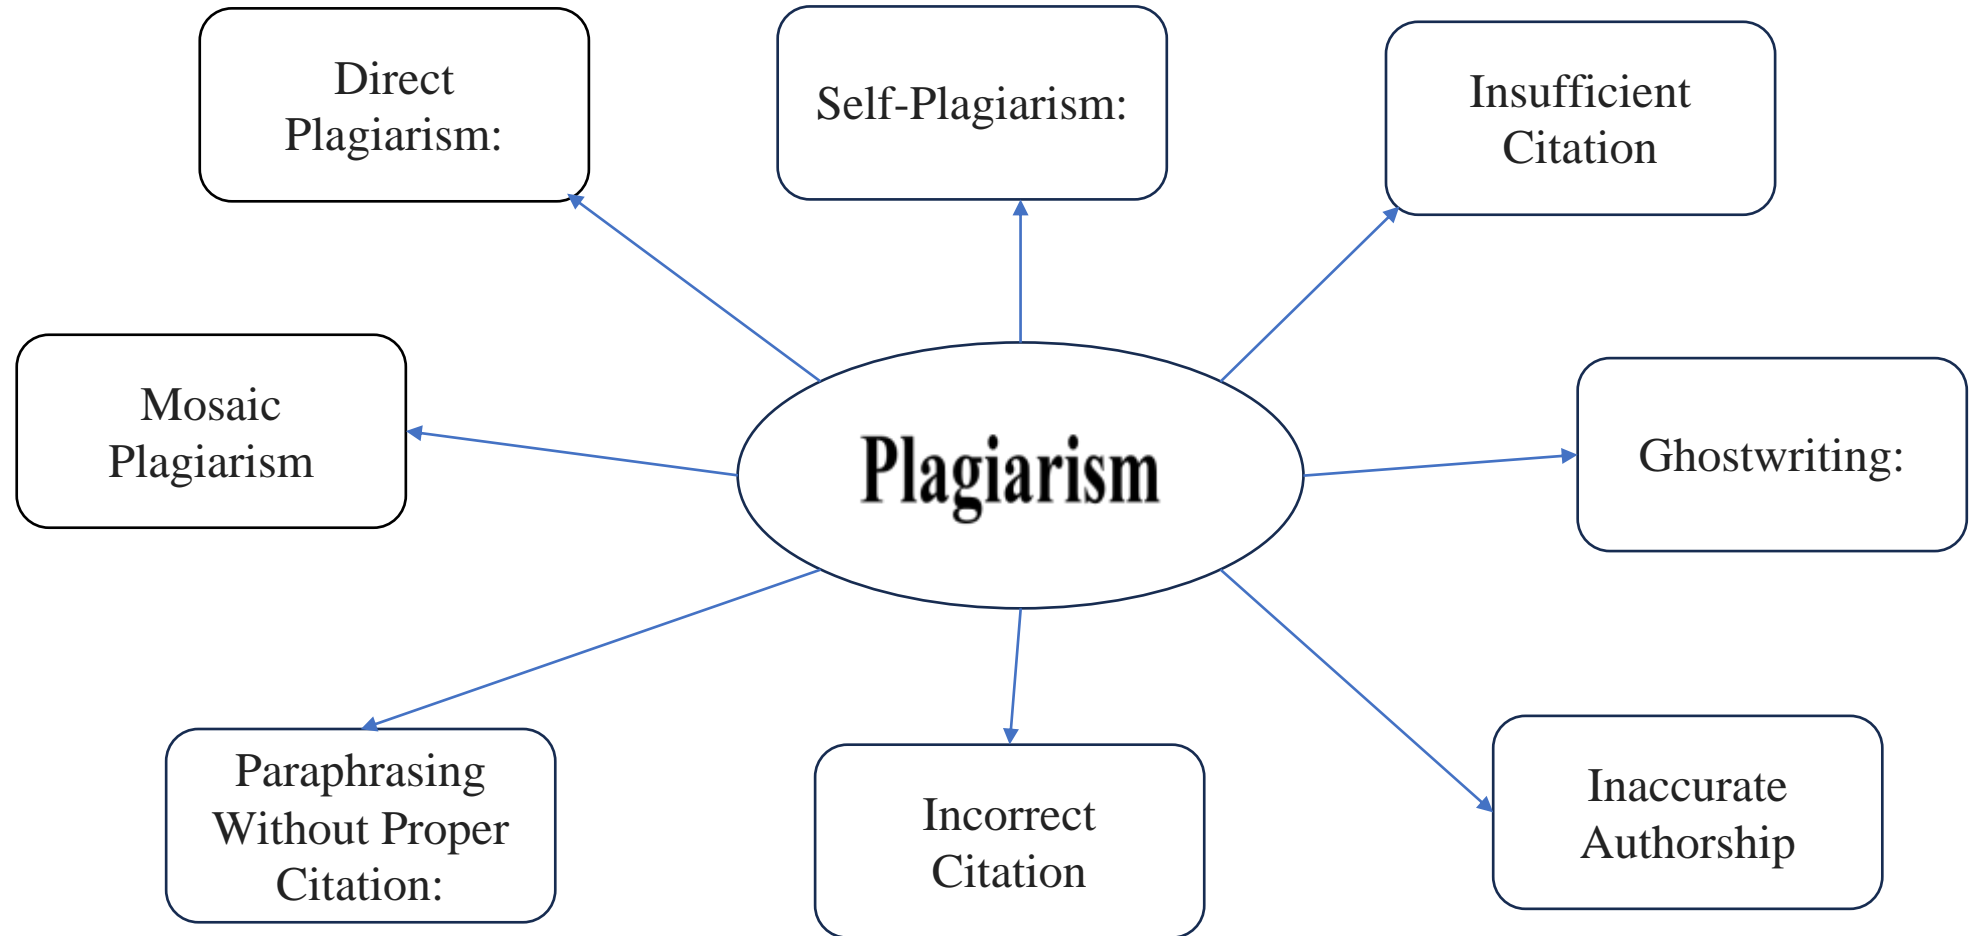 Direct
Plagiarism:
Self-Plagiarism:
Insufficient
Citation
Mosaic
Plagiarism
Plagiarism
Ghostwriting:
Paraphrasing
Without Proper
Citation:
Incorrect
Citation
Inaccurate
Authorship